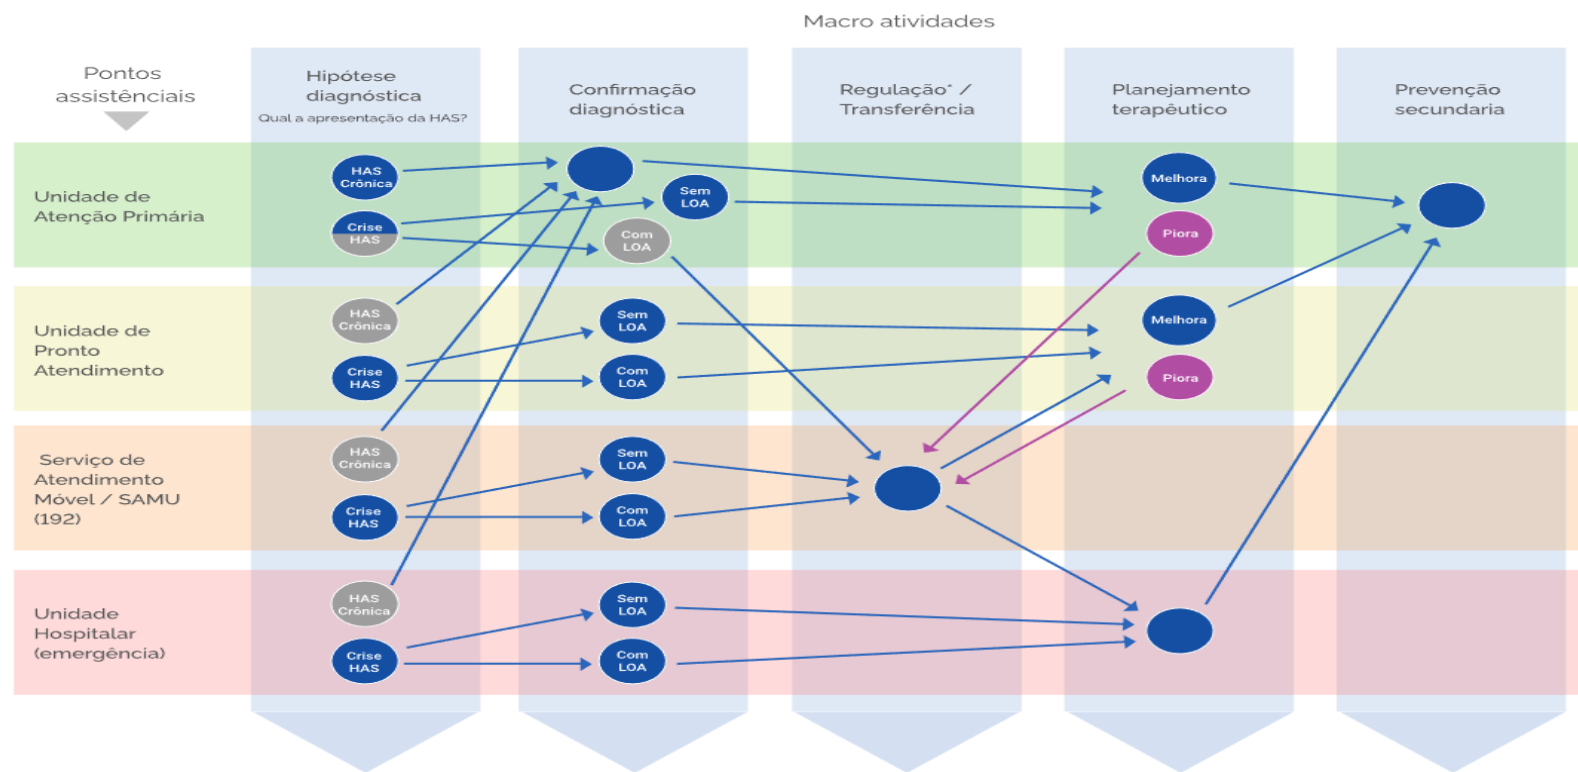 Macro atividades
Pontos
assistênciais
Hipótese
diagnóstica
Qual a apresentação da HAS?
Confirmação
diagnóstica
Regulação* /
Transferência
Planejamento
terapêutico
Prevenção
secundaria
Unidade de
Atenção Primária
HAS
Crônica
Crise
HAS
Sem
LOA
Com
LOA
Melhora
Piora
Unidade de
Pronto
Atendimento
HAS
Crônica
Crise
HAS
Sem
LOA
Com
LOA
Melhora
Piora
Serviço de
Atendimento
Móvel / SAMU
(192)
HAS
Crônica
Crise
HAS
Sem
LOA
Com
LOA
Unidade
Hospitalar
(emergência)
HAS
Crônica
Crise
HAS
Sem
LOA
Com
LOA